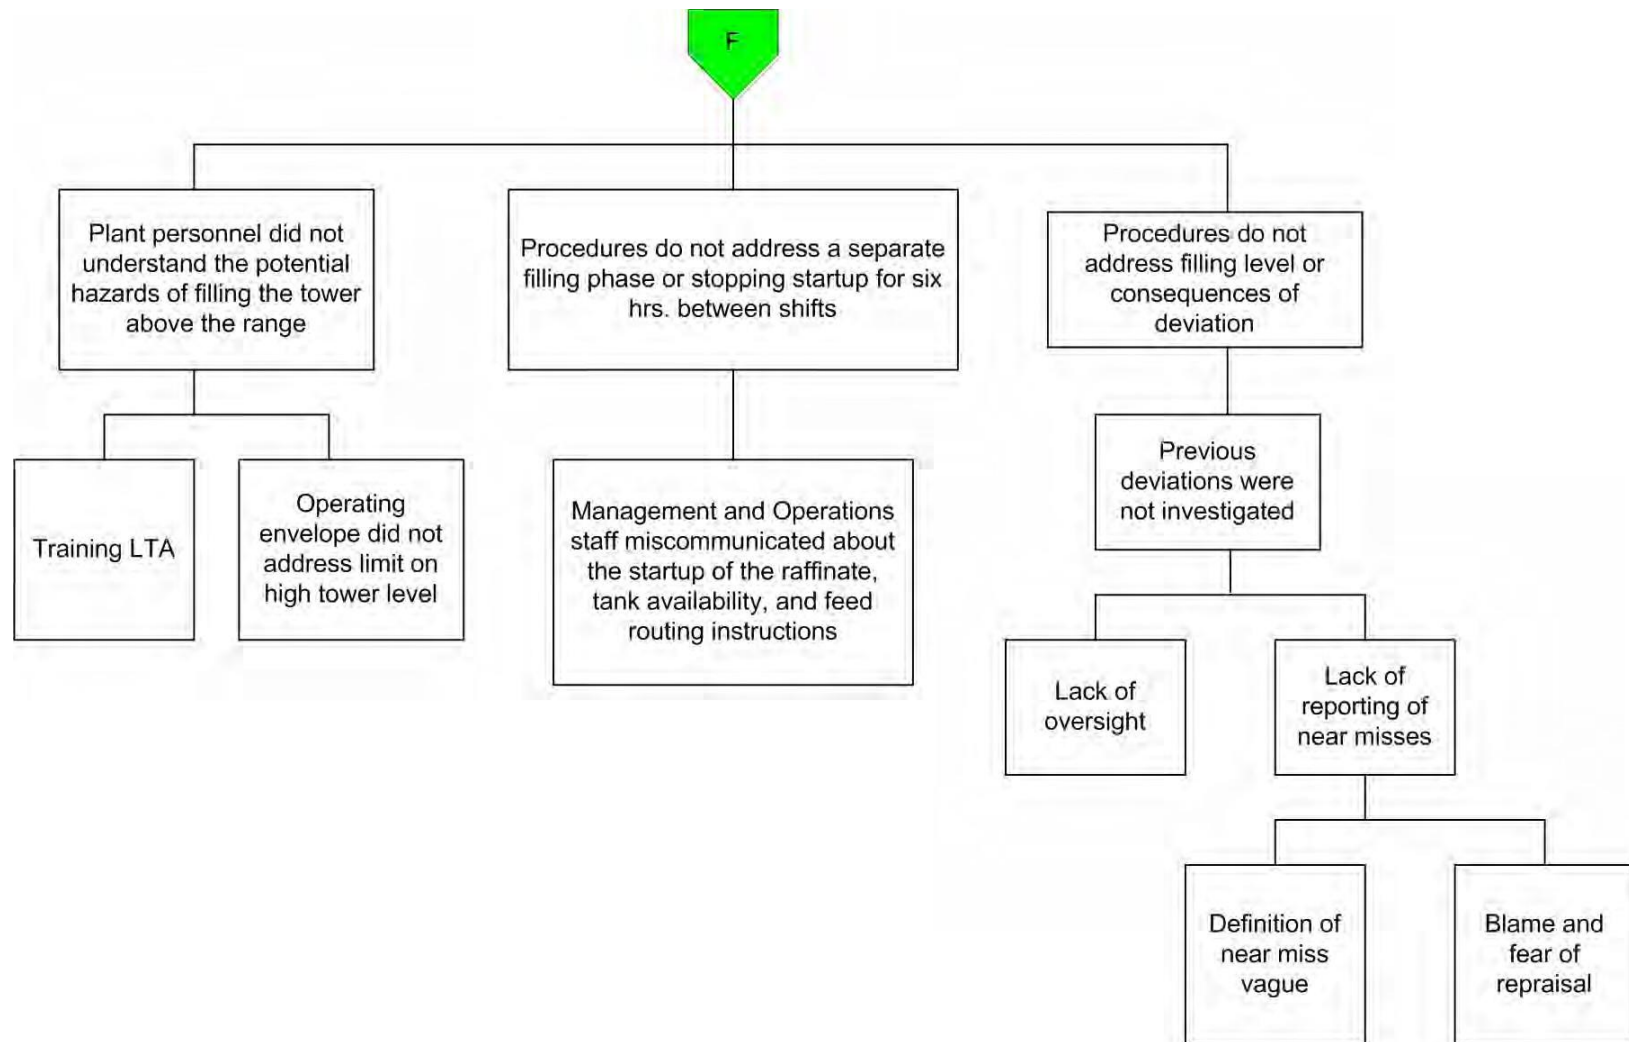 F
Plant personnel did not
understand the potential
hazards of filling the tower
above the range
Procedures do not address a separate
filling phase or stopping startup for six
hrs. between shifts
Procedures do not
address filling level or
consequences of
deviation
Training LTA
Operating
envelope did not
address limit on
high tower level
Management and Operations
staff miscommunicated about
the startup of the raffinate,
tank availability, and feed
routing instructions
Previous
deviations were
not investigated
Lack of
oversight
Lack of
reporting of
near misses
Definition of
near miss
vague
Blame and
fear of
repraisal